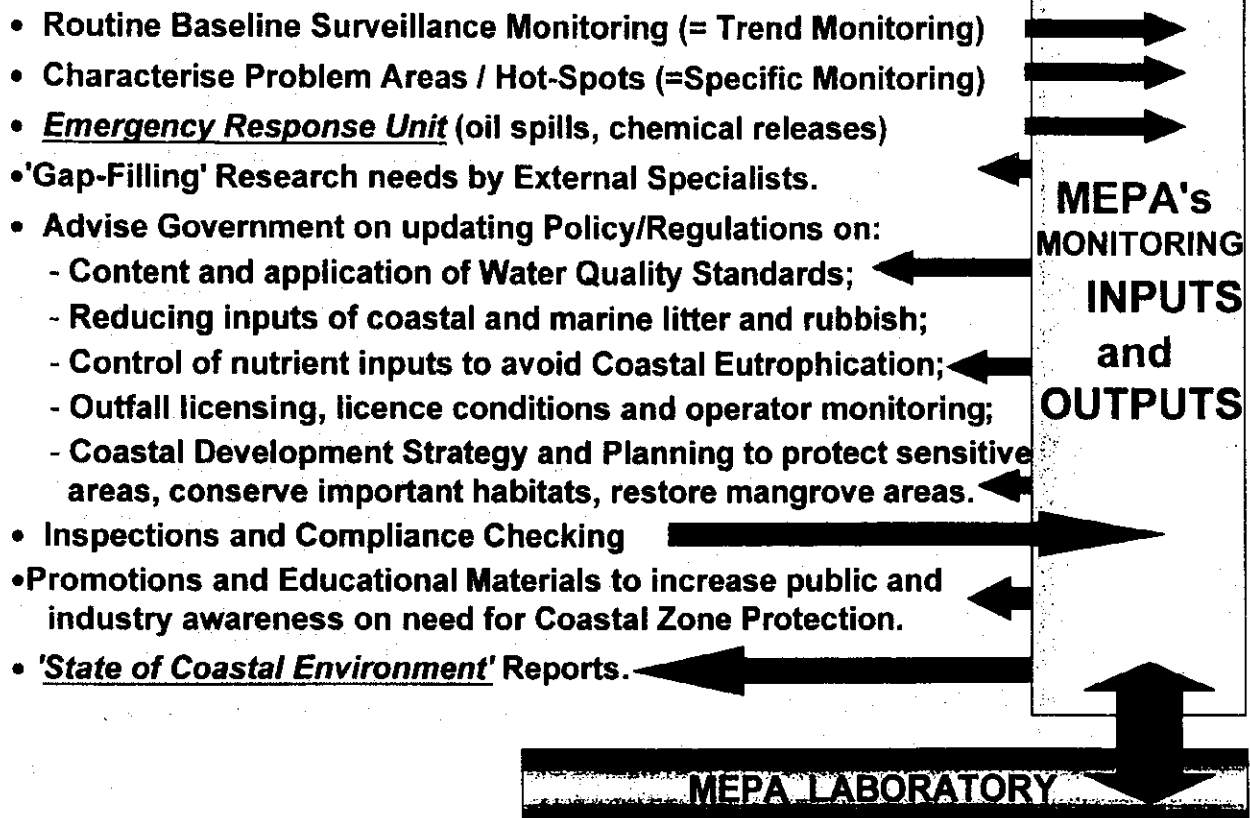 • Routine Baseline Surveillance Monitoring (= Trend Monitoring)
• Characterise Problem Areas / Hot-Spots (=Specific Monitoring)
• Emergency Response Unit (oil spills, chemical releases)
•'Gap-Filling' Research needs by External Specialists.
• Advise Government on updating Policy/Regulations on:
- Content and application of Water Quality Standards;
- Reducing inputs of coastal and marine litter and rubbish;
- Control of nutrient inputs to avoid Coastal Eutrophication;
- Outfall licensing, licence conditions and operator monitoring;
- Coastal Development Strategy and Planning to protect sensitive
areas, conserve important habitats, restore mangrove areas.
• Inspections and Compliance Checking
•Promotions and Educational Materials to increase public and
industry awareness on need for Coastal Zone Protection.
• 'State of Coastal Environment' Reports.
MEPA's
MONITORING
INPUTS
and
OUTPUTS
MEPA LABORATORY